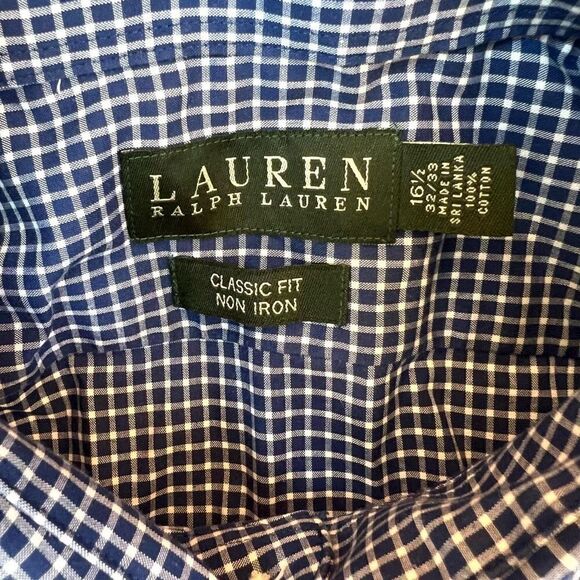 LAUREN
RALPH LAUREN
16½
32/33
MADE IN
SRI LANKA
100%
COTTON
CLASSIC FIT
NON IRON